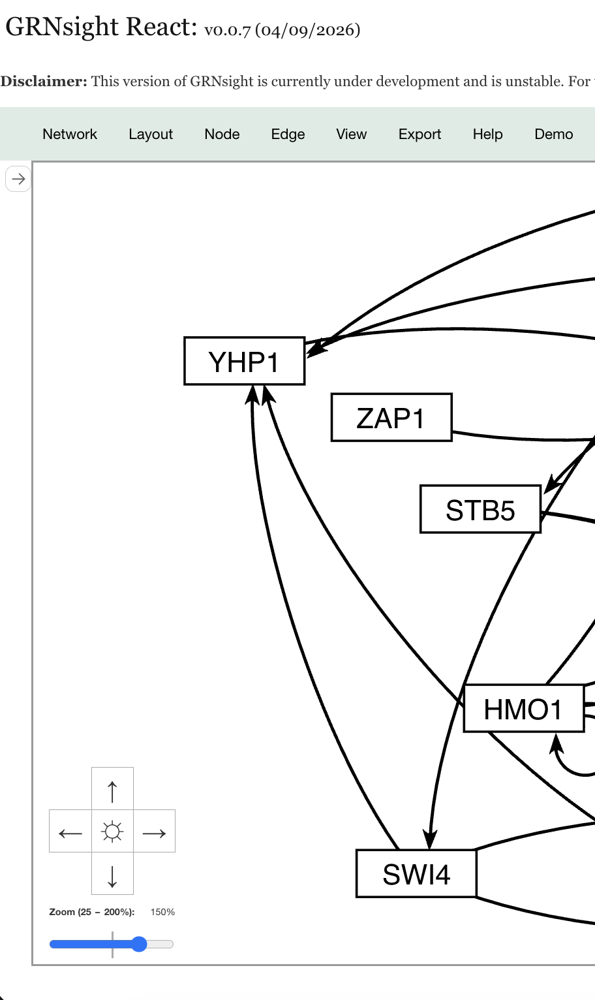 GRNsight React: v0.0.7 (04/09/2026)
Disclaimer: This version of GRNsight is currently under development and is unstable. For
Network Layout Node Edge View Export Help Demo
→
YHP1
ZAP1
STB5
HMO1
↑
← →
↓
SWI4
Zoom (25 – 200%): 150%